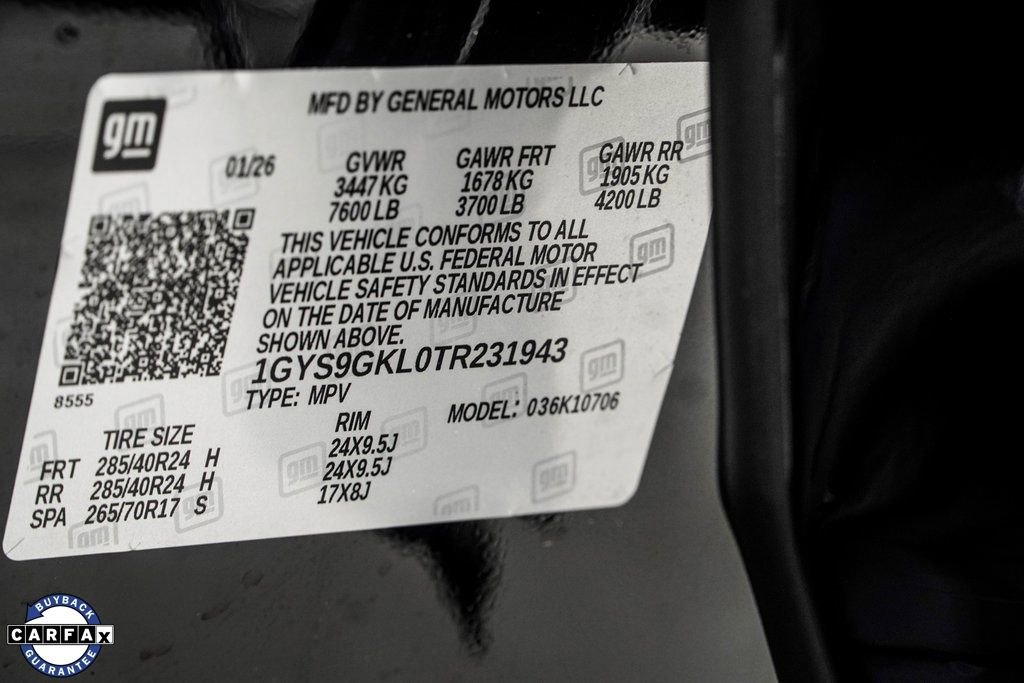 gm
MFD BY GENERAL MOTORS LLC
01/26 GVWR GAWR FRT GAWR RR
3447 KG 1678 KG 1905 KG
7600 LB 3700 LB 4200 LB
THIS VEHICLE CONFORMS TO ALL
APPLICABLE U.S. FEDERAL MOTOR
VEHICLE SAFETY STANDARDS IN EFFECT
ON THE DATE OF MANUFACTURE
SHOWN ABOVE.
1GYS9GKL0TR231943
8555
TYPE: MPV
MODEL: 036K10706
TIRE SIZE RIM
FRT 285/40R24 H 24X9.5J
RR 285/40R24 H 24X9.5J
SPA 265/70R17 S 17X8J
BUYBACK
CARFAX
GUARANTEE